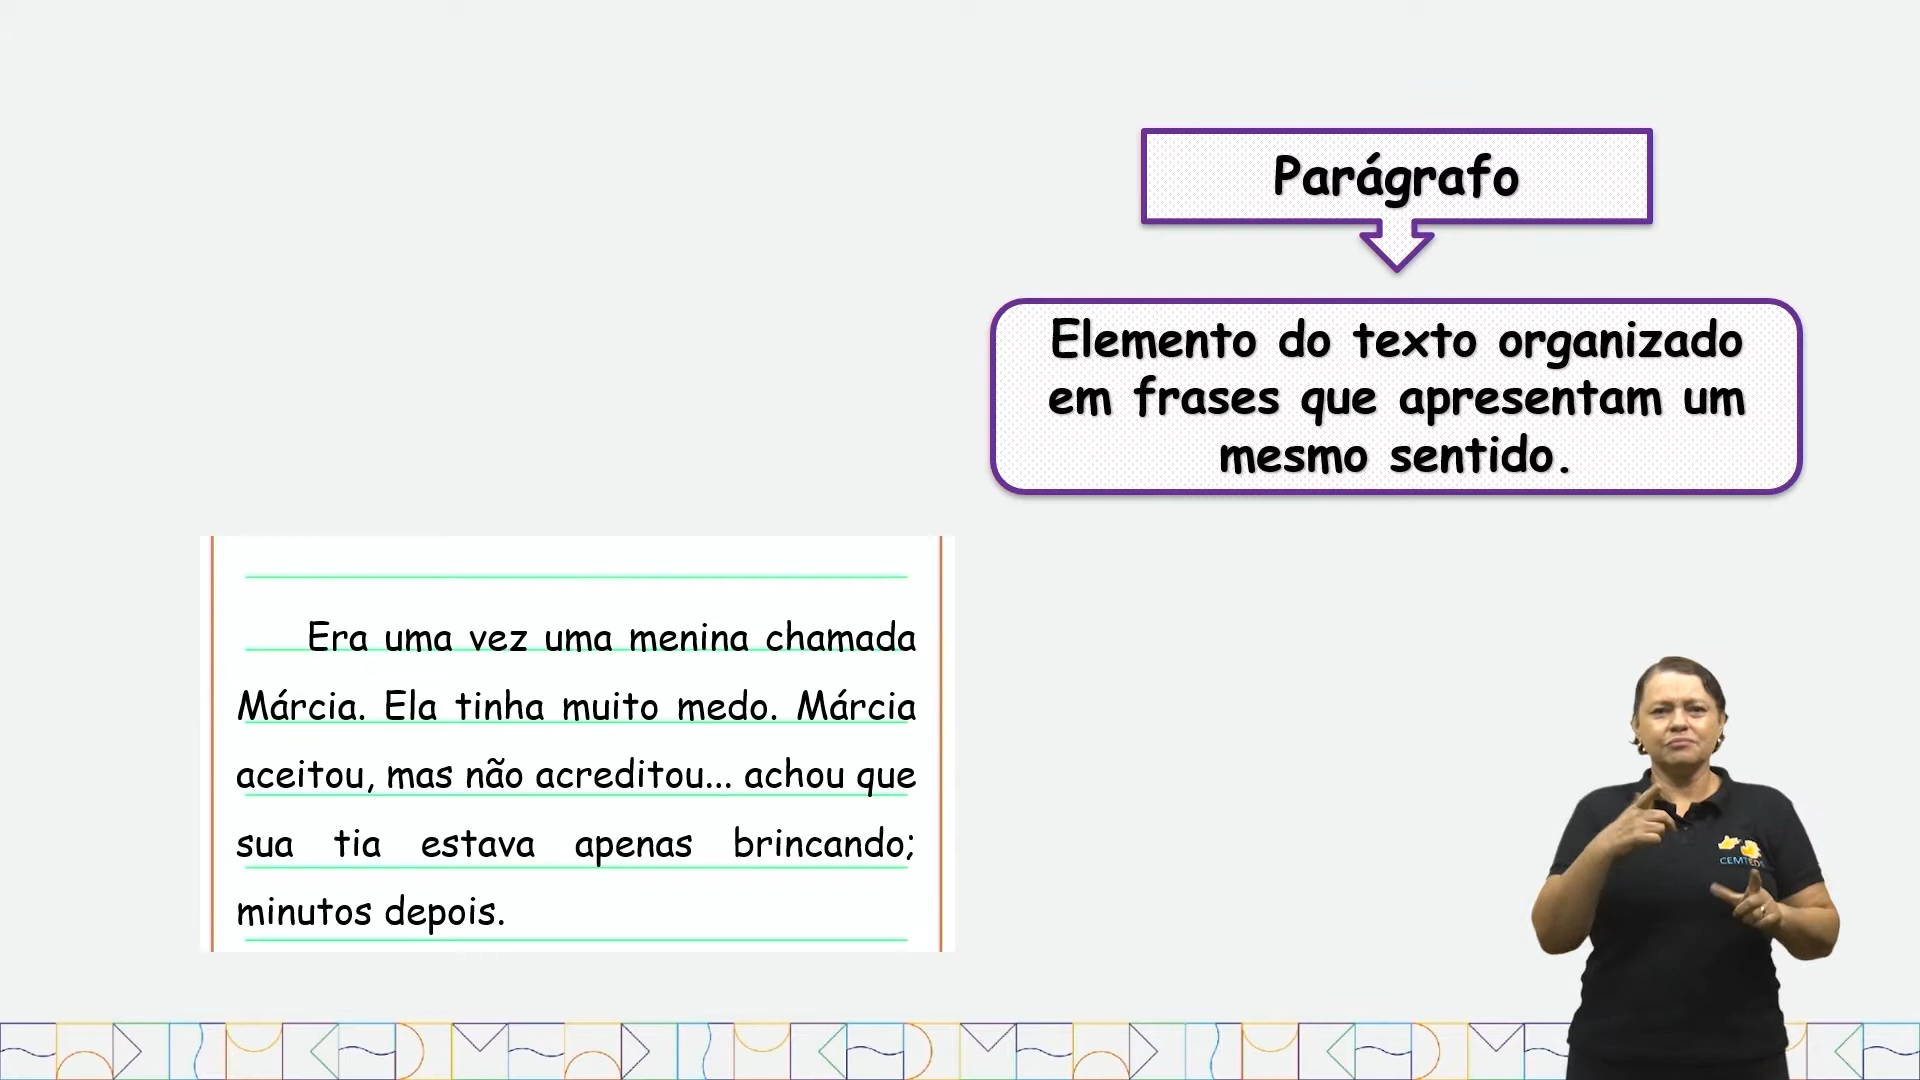 Parágrafo
Elemento do texto organizado
em frases que apresentam um
mesmo sentido.
Era uma vez uma menina chamada
Márcia. Ela tinha muito medo. Márcia
aceitou, mas não acreditou... achou que
sua tia estava apenas brincando;
minutos depois.